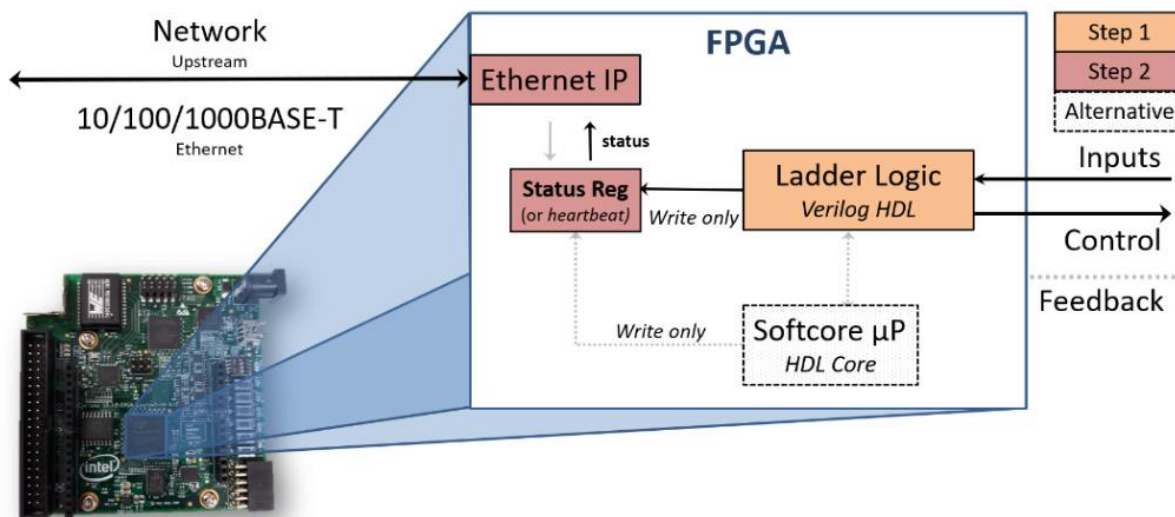 Network
Upstream
10/100/1000BASE-T
Ethernet
FPGA
Ethernet IP
status
Status Reg
(or heartbeat)
Write only
Ladder Logic
Verilog HDL
Write only
Softcore μP
HDL Core
Step 1
Step 2
Alternative
Inputs
Control
Feedback
intel